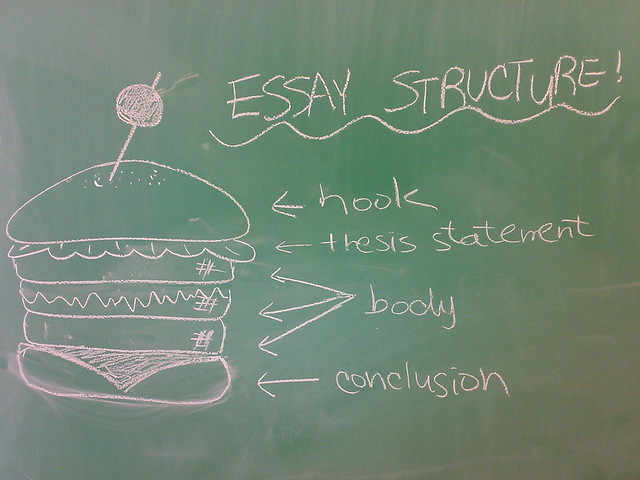 ESSAY STRUCTURE!
hook
thesis statement
body
conclusion